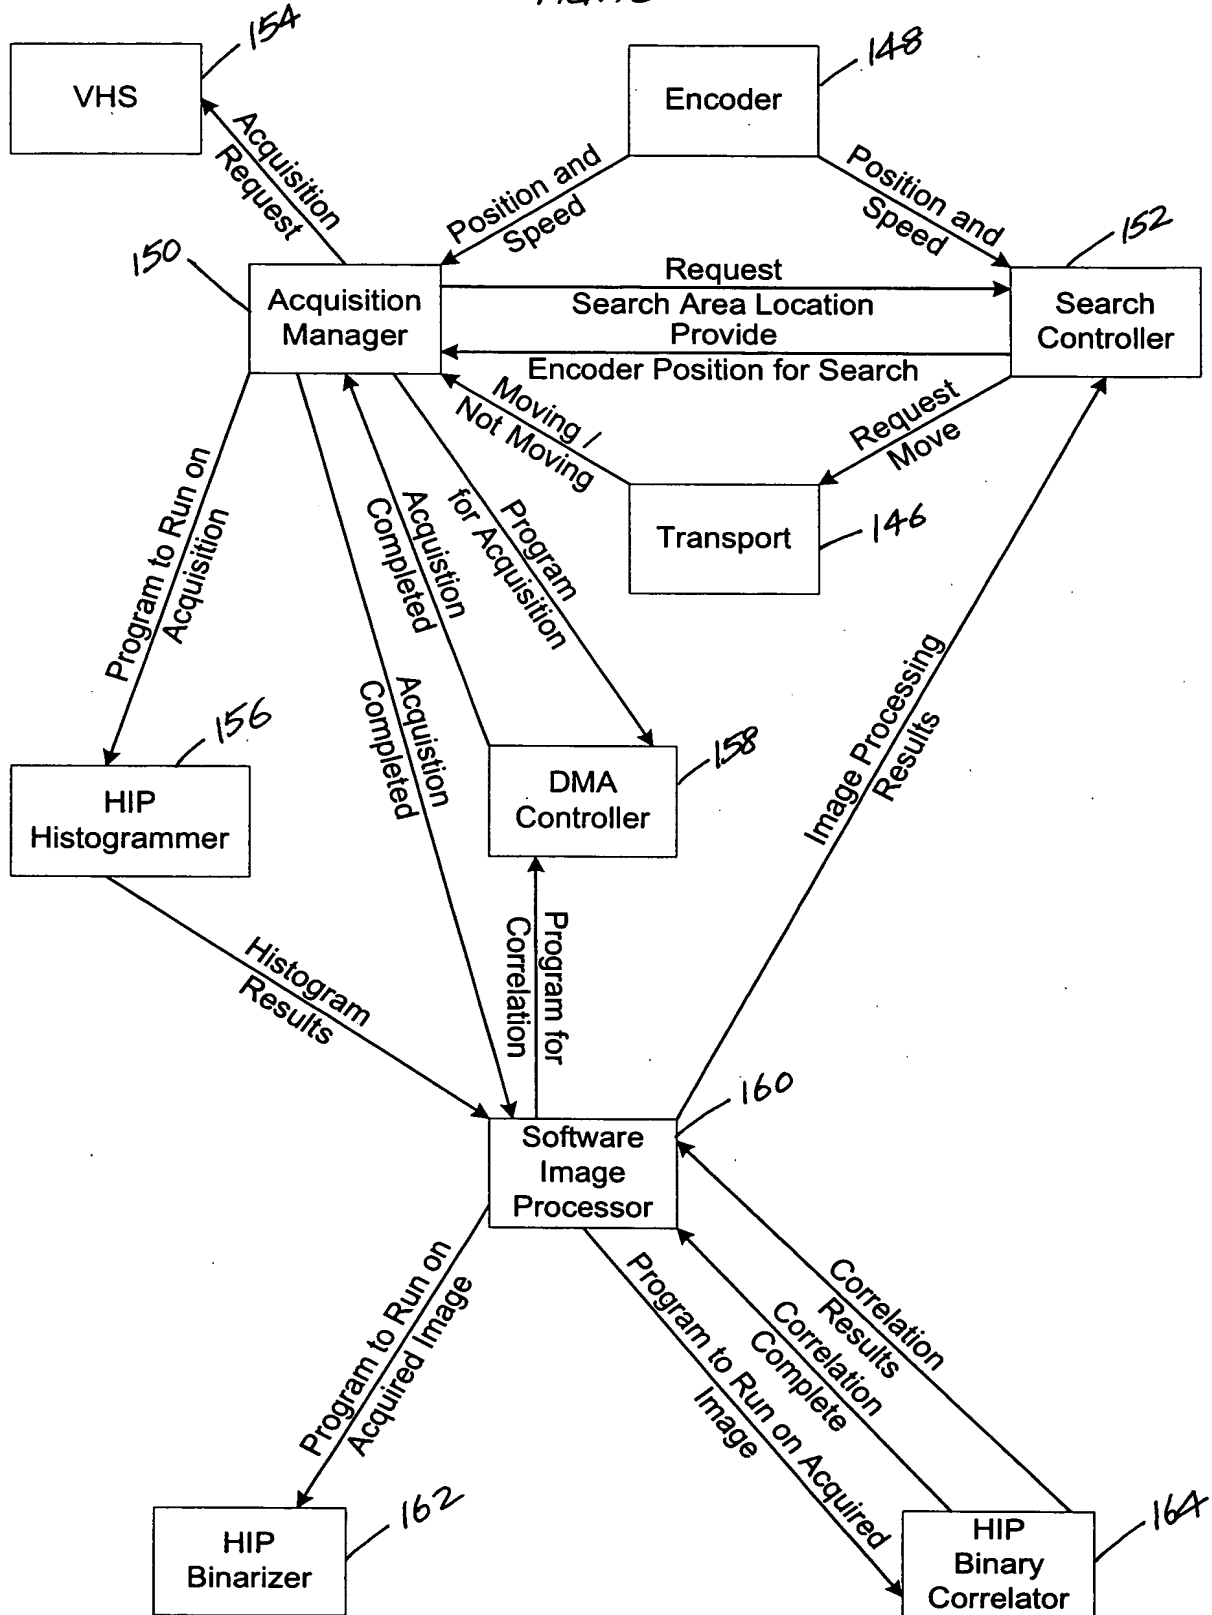 154
148
VHS
Encoder
Acquisition
Request
Position and
Speed
Position and
Speed
152
150
Acquisition
Manager
Request
Search Area Location
Provide
Encoder Position for Search
Search
Controller
Moving /
Not Moving
Request
Move
Transport
146
Program to Run on
Acquisition
Acquistion
Completed
Program
for Acquisition
Acquistion
Completed
Image Processing
Results
156
158
HIP
Histogrammer
DMA
Controller
Histogram
Results
Program for
Correlation
160
Software
Image
Processor
Program to Run on
Acquired Image
Program to Run on Acquired
Image
Correlation
Complete
Correlation
Results
162
164
HIP
Binarizer
HIP
Binary
Correlator